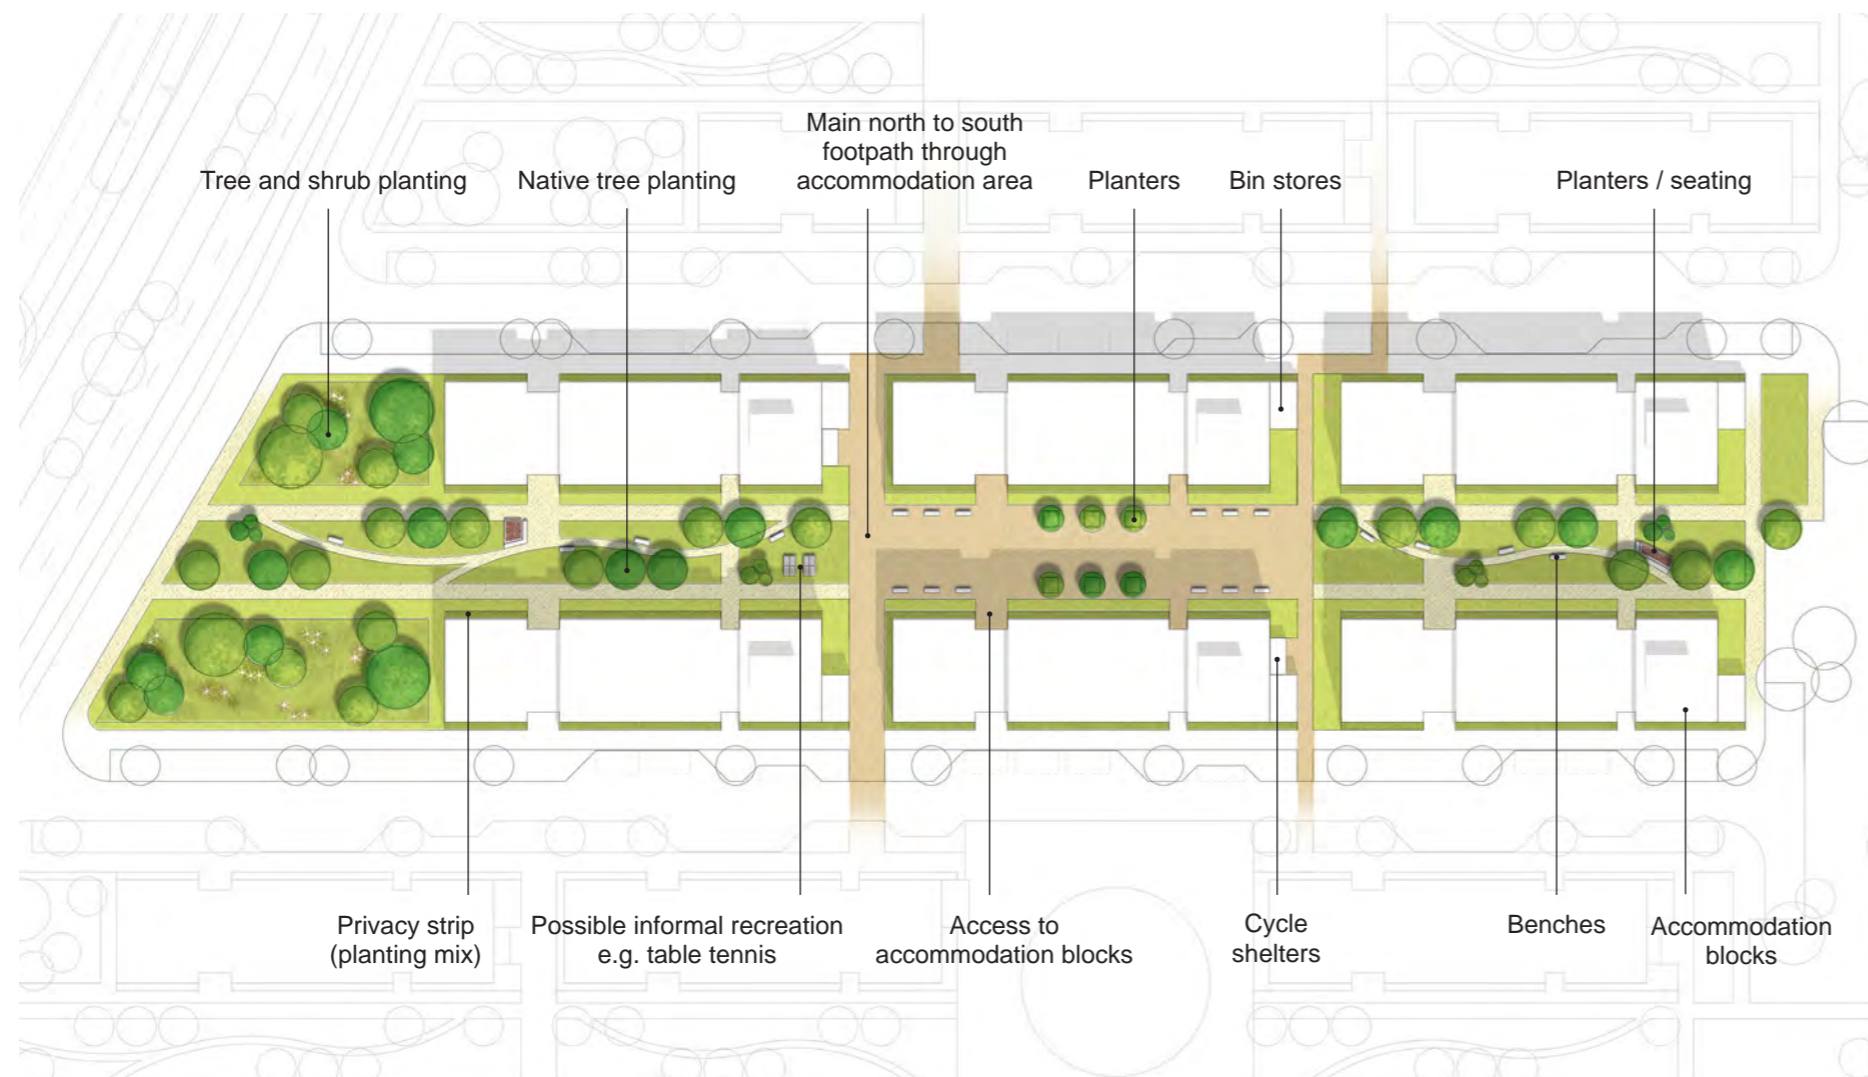 Main north to south
footpath through
accommodation area
Tree and shrub planting
Native tree planting
Planters
Bin stores
Planters / seating
Privacy strip
(planting mix)
Possible informal recreation
e.g. table tennis
Access to
accommodation blocks
Cycle
shelters
Benches
Accommodation
blocks